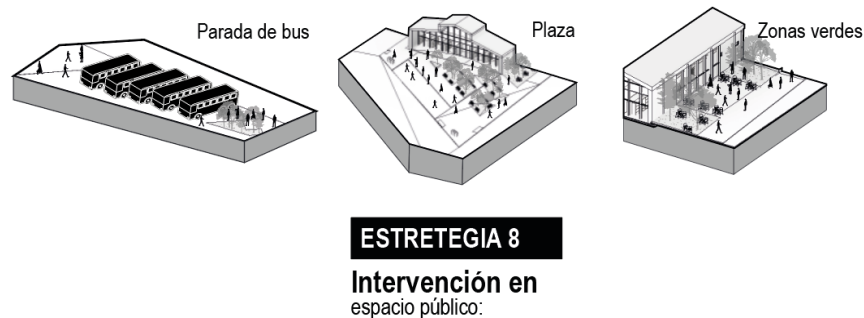 Parada de bus
Plaza
Zonas verdes
ESTRETEGIA 8
Intervención en
espacio público: